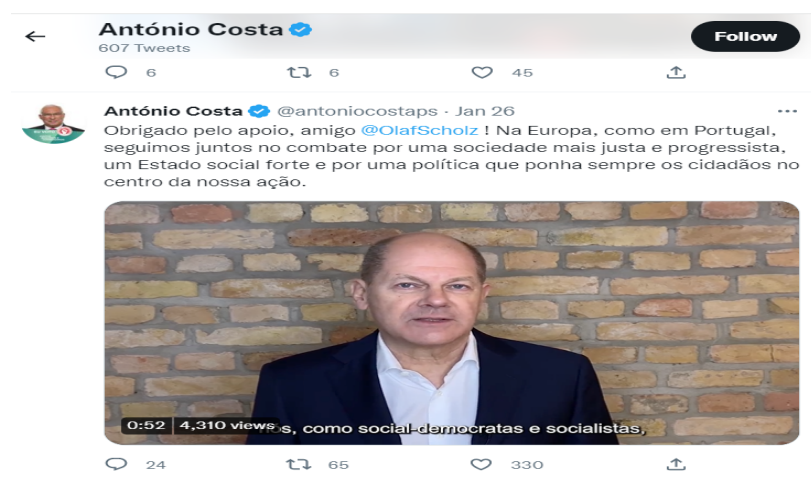 António Costa
607 Tweets
Follow
6 6 45
António Costa @antoniocostaps · Jan 26
Obrigado pelo apoio, amigo @OlafScholz ! Na Europa, como em Portugal,
seguimos juntos no combate por uma sociedade mais justa e progressista,
um Estado social forte e por uma política que ponha sempre os cidadãos no
centro da nossa ação.
0:52 4,310 views
como social-democratas e socialistas,
24 65 330